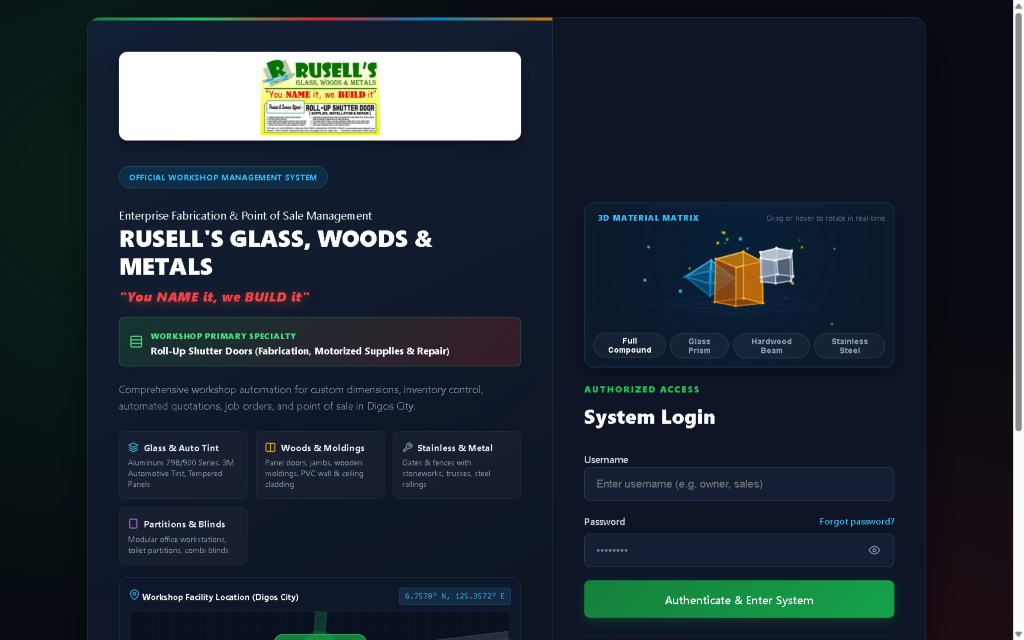 RUSELL'S
GLASS, WOODS & METALS
"You NAME it, we BUILD it"
ROLL-UP SHUTTER DOOR
OFFICIAL WORKSHOP MANAGEMENT SYSTEM
Enterprise Fabrication & Point of Sale Management
RUSELL'S GLASS, WOODS &
METALS
"You NAME it, we BUILD it"
WORKSHOP PRIMARY SPECIALTY
Roll-Up Shutter Doors (Fabrication, Motorized Supplies & Repair)
Comprehensive workshop automation for custom dimensions, inventory control,
automated quotations, job orders, and point of sale in Digos City.
Glass & Auto Tint
Aluminum 798/900 Series, 3M
Automotive Tint, Tempered
Panels
Woods & Moldings
Panel doors, jambs, wooden
moldings, PVC wall & ceiling
cladding
Stainless & Metal
Gates & fences with
stoneworks, trusses, steel
railings
Partitions & Blinds
Modular office workstations,
toilet partitions, combi blinds
Workshop Facility Location (Digos City)
6.7570° N, 125.3572° E
3D MATERIAL MATRIX
Drag or hover to rotate in real-time
Full
Compound
Glass
Prism
Hardwood
Beam
Stainless
Steel
AUTHORIZED ACCESS
System Login
Username
Enter username (e.g. owner, sales)
Password
Forgot password?
••••••••
Authenticate & Enter System